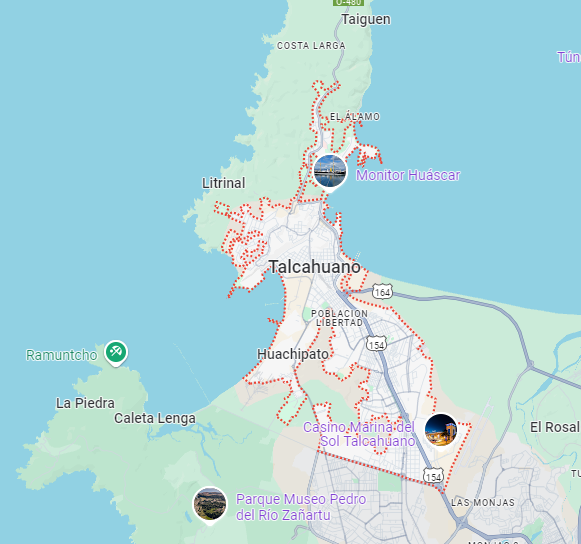 O-480
Taiguen
COSTA LARGA
Tún
EL ÁLAMO
Monitor Huáscar
Litrinal
Talcahuano
164
POBLACION
LIBERTAD
154
Huachipato
Ramuntcho
La Piedra
Caleta Lenga
Casino Marina del
Sol Talcahuano
El Rosal
154
TU
Parque Museo Pedro
del Río Zañartu
LAS MONJAS